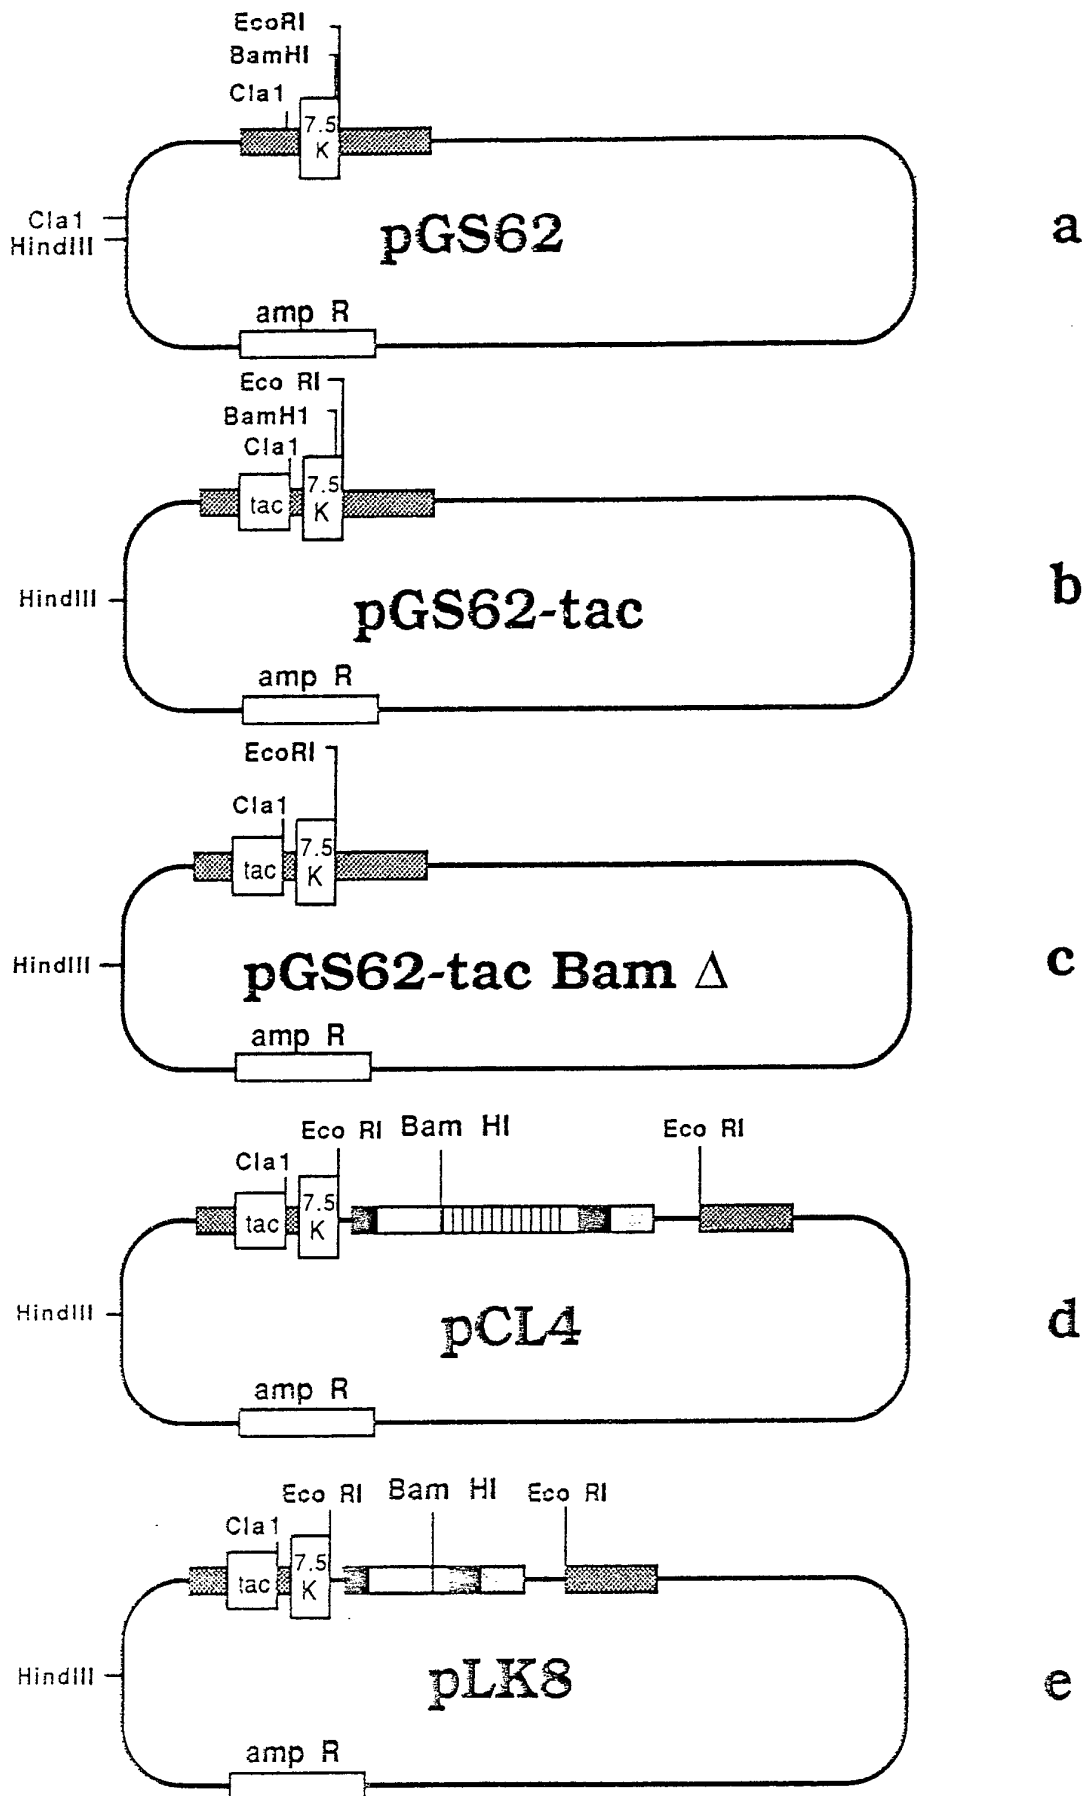 EcoRI
BamHI
Cla1
7.5
K
Cla1
HindIII
pGS62
a
amp R
Eco RI
BamH1
Cla1
7.5
tac
K
HindIII
pGS62-tac
b
amp R
EcoRI
Cla1
7.5
tac
K
HindIII
pGS62-tac Bam Δ
c
amp R
Eco RI Bam HI Eco RI
Cla1
7.5
tac
K
HindIII
pCL4
d
amp R
Eco RI Bam HI Eco RI
Cla1
7.5
tac
K
HindIII
pLK8
e
amp R